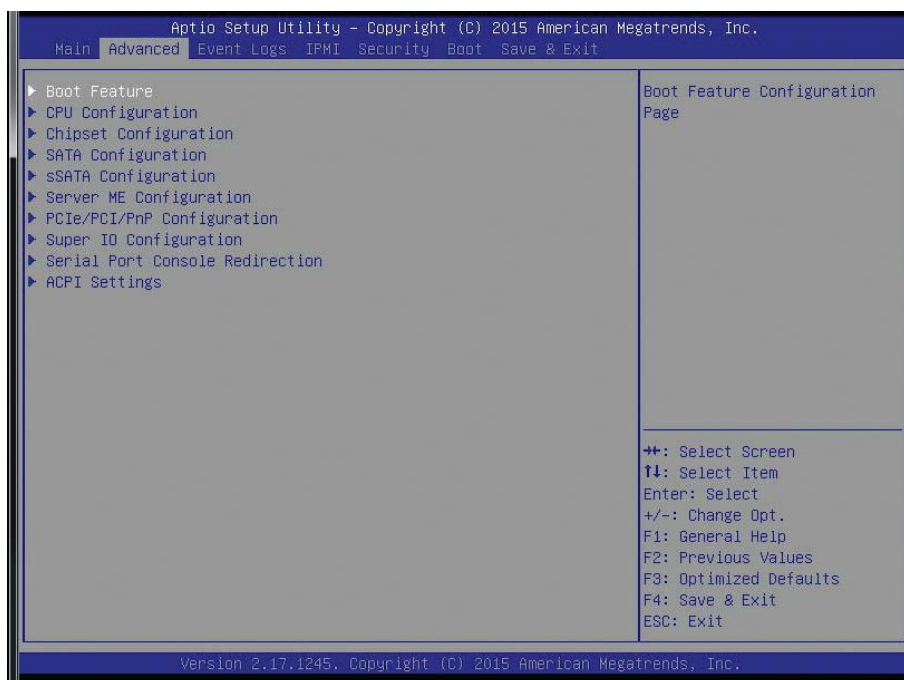 Aptio Setup Utility – Copyright (C) 2015 American Megatrends, Inc.
Main Advanced Event Logs IPMI Security Boot Save & Exit
▶ Boot Feature
▶ CPU Configuration
▶ Chipset Configuration
▶ SATA Configuration
▶ sSATA Configuration
▶ Server ME Configuration
▶ PCIe/PCI/PnP Configuration
▶ Super IO Configuration
▶ Serial Port Console Redirection
▶ ACPI Settings
Boot Feature Configuration
Page
→←: Select Screen
↑↓: Select Item
Enter: Select
+/-: Change Opt.
F1: General Help
F2: Previous Values
F3: Optimized Defaults
F4: Save & Exit
ESC: Exit
Version 2.17.1245. Copyright (C) 2015 American Megatrends, Inc.